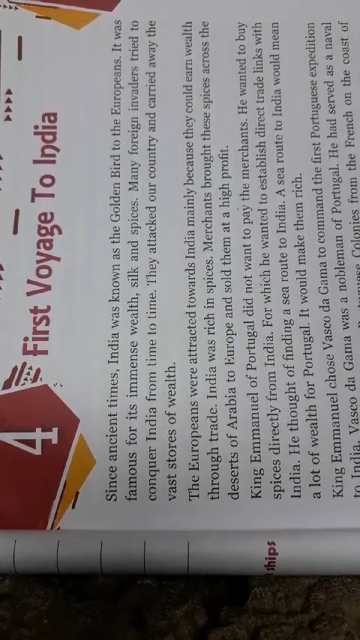 4
First Voyage To India
Since ancient times, India was known as the Golden Bird to the Europeans. It was
famous for its immense wealth, silk and spices. Many foreign invaders tried to
conquer India from time to time. They attacked our country and carried away the
vast stores of wealth.
The Europeans were attracted towards India mainly because they could earn wealth
through trade. India was rich in spices. Merchants brought these spices across the
deserts of Arabia to Europe and sold them at a high profit.
King Emmanuel of Portugal did not want to pay the merchants. He wanted to buy
spices directly from India. For which he wanted to establish direct trade links with
India. He thought of finding a sea route to India. A sea route to India would mean
a lot of wealth for Portugal. It would make them rich.
King Emmanuel chose Vasco da Gama to command the first Portuguese expedition
India. Vasco da Gama was a nobleman of Portugal. He had served as a naval
from the French on the coast of
ships